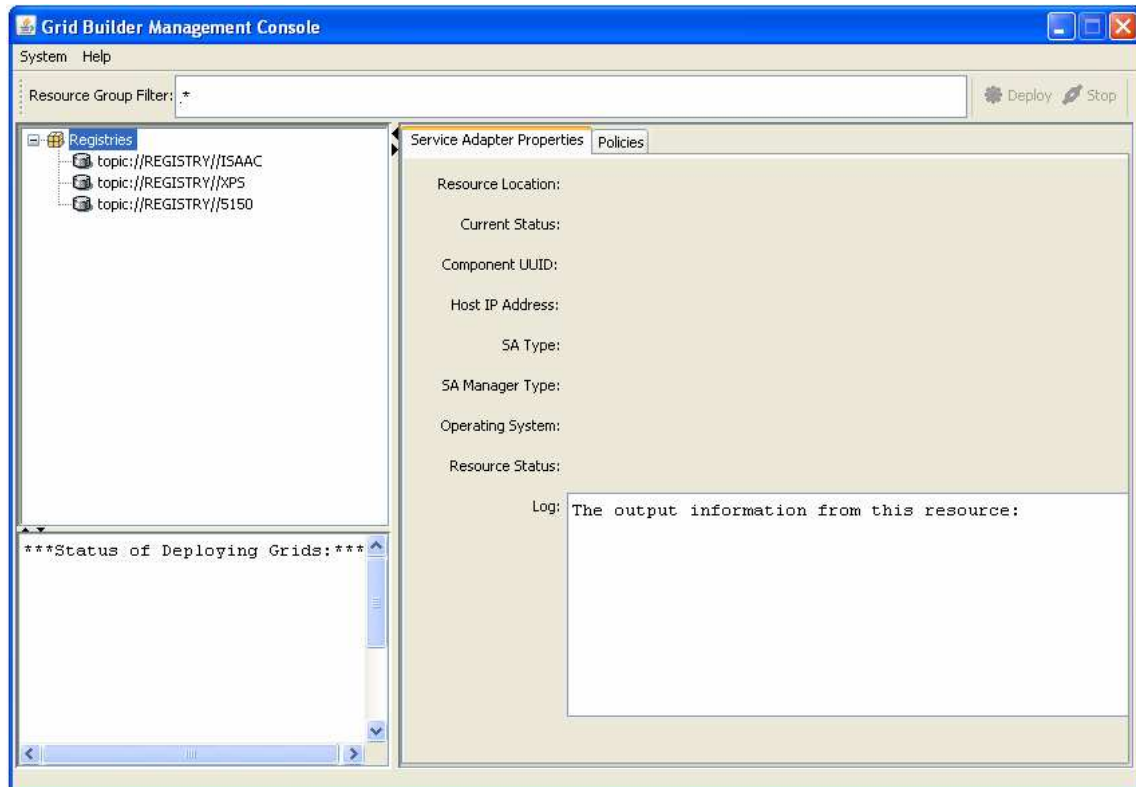 Grid Builder Management Console
System Help
Resource Group Filter: .*
Deploy Stop
Registries
topic://REGISTRY//ISAAC
topic://REGISTRY//XPS
topic://REGISTRY//5150
***Status of Deploying Grids:***
Service Adapter Properties Policies
Resource Location:
Current Status:
Component UUID:
Host IP Address:
SA Type:
SA Manager Type:
Operating System:
Resource Status:
Log: The output information from this resource: